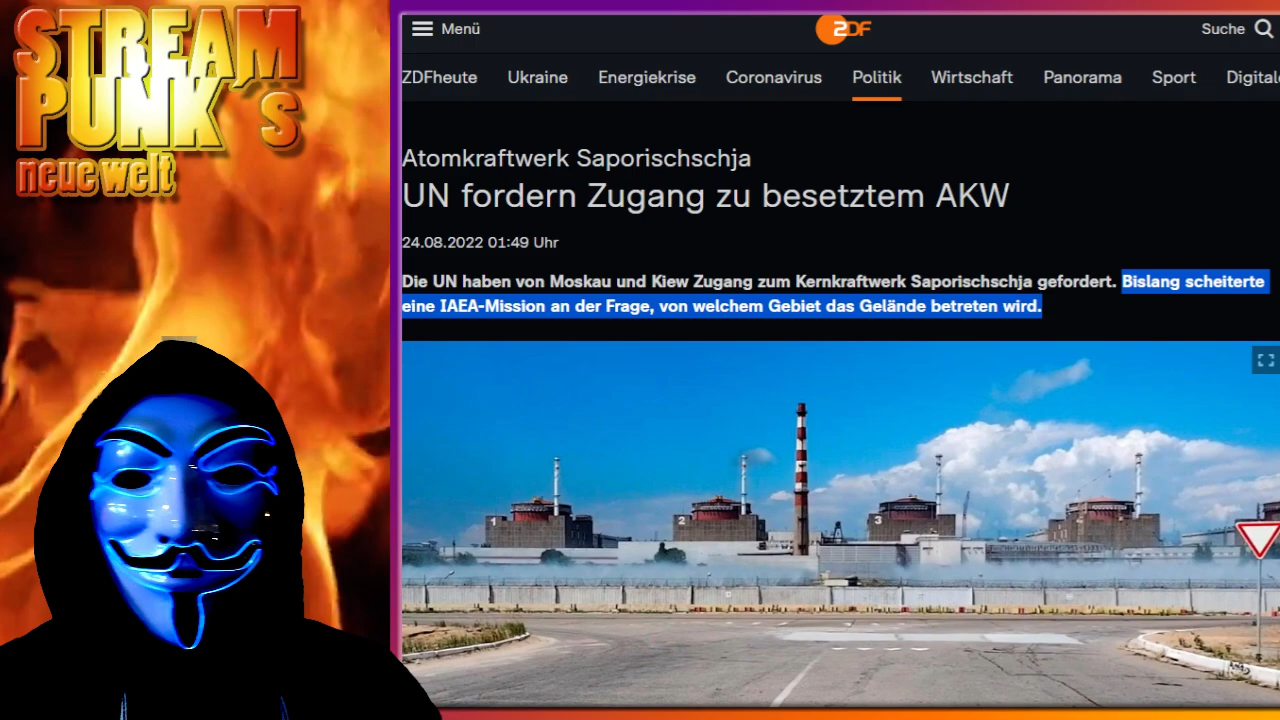 STREAM
PUNK´s
neue welt
Menü
ZDF
Suche
ZDFheute Ukraine Energiekrise Coronavirus Politik Wirtschaft Panorama Sport Digitale
Atomkraftwerk Saporischschja
UN fordern Zugang zu besetztem AKW
24.08.2022 01:49 Uhr
Die UN haben von Moskau und Kiew Zugang zum Kernkraftwerk Saporischschja gefordert. Bislang scheiterte
eine IAEA-Mission an der Frage, von welchem Gebiet das Gelände betreten wird.
1
2
3